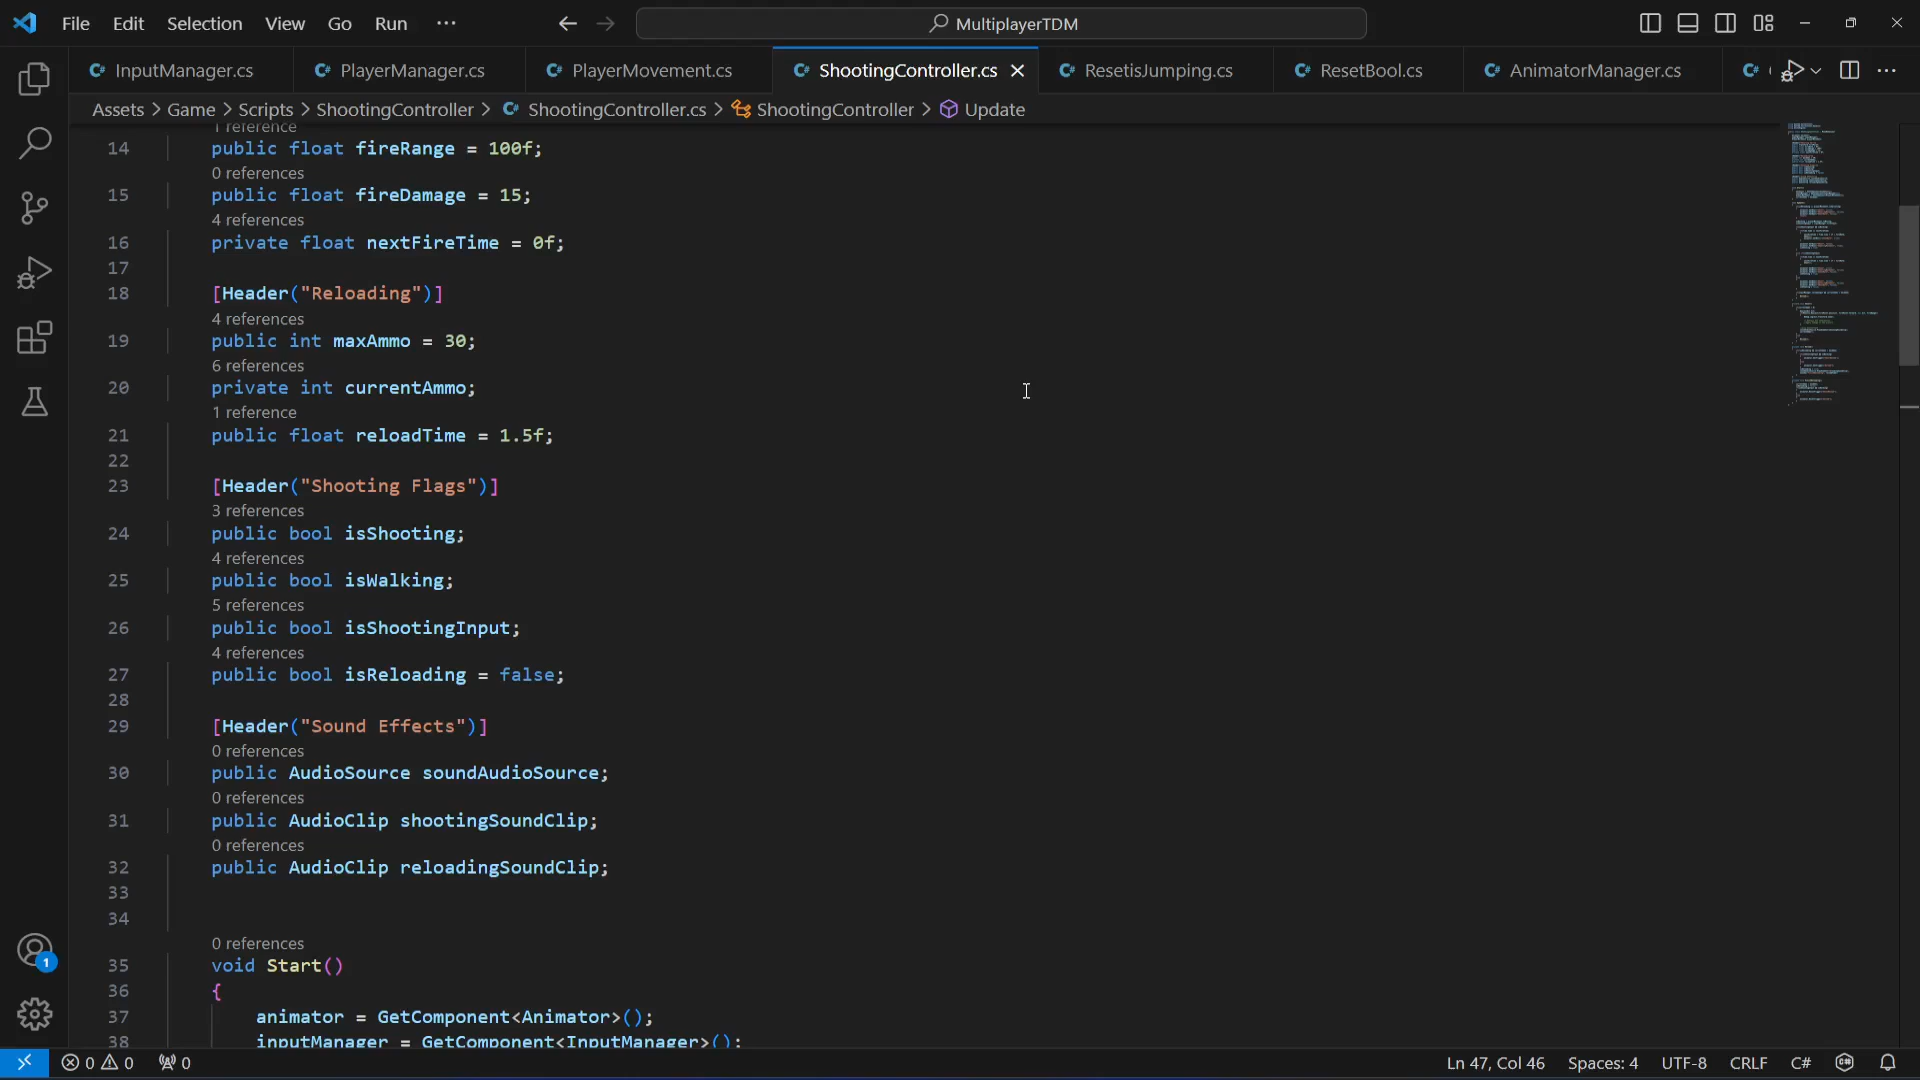 File Edit Selection View Go Run ··· MultiplayerTDM
InputManager.cs PlayerManager.cs PlayerMovement.cs ShootingController.cs ResetisJumping.cs ResetBool.cs AnimatorManager.cs
Assets > Game > Scripts > ShootingController > ShootingController.cs > ShootingController > Update
1 reference
14 public float fireRange = 100f;
0 references
15 public float fireDamage = 15;
4 references
16 private float nextFireTime = 0f;
17
18 [Header("Reloading")]
4 references
19 public int maxAmmo = 30;
6 references
20 private int currentAmmo;
1 reference
21 public float reloadTime = 1.5f;
22
23 [Header("Shooting Flags")]
3 references
24 public bool isShooting;
4 references
25 public bool isWalking;
5 references
26 public bool isShootingInput;
4 references
27 public bool isReloading = false;
28
29 [Header("Sound Effects")]
0 references
30 public AudioSource soundAudioSource;
0 references
31 public AudioClip shootingSoundClip;
0 references
32 public AudioClip reloadingSoundClip;
33
34
0 references
35 void Start()
36 {
37 animator = GetComponent<Animator>();
38 inputManager = GetComponent<InputManager>();
1
0 0 0 Ln 47, Col 46 Spaces: 4 UTF-8 CRLF C#